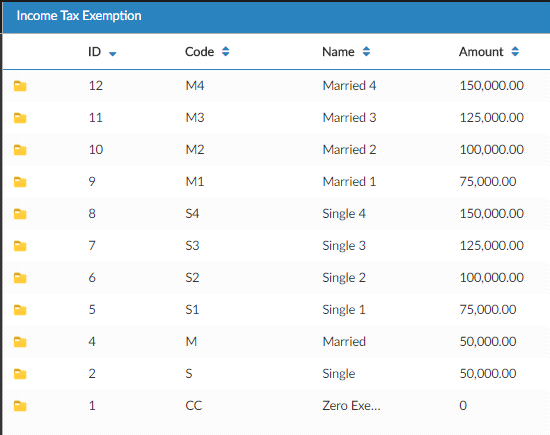 Income Tax Exemption
ID Code Name Amount
12 M4 Married 4 150,000.00
11 M3 Married 3 125,000.00
10 M2 Married 2 100,000.00
9 M1 Married 1 75,000.00
8 S4 Single 4 150,000.00
7 S3 Single 3 125,000.00
6 S2 Single 2 100,000.00
5 S1 Single 1 75,000.00
4 M Married 50,000.00
2 S Single 50,000.00
1 CC Zero Exe... 0